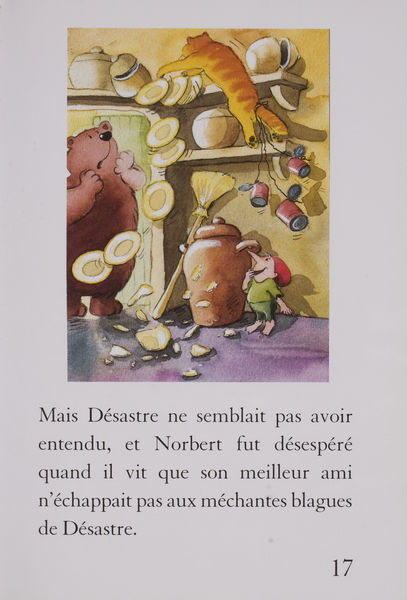 Mais Désastre ne semblait pas avoir
entendu, et Norbert fut désespéré
quand il vit que son meilleur ami
n’échappait pas aux méchantes blagues
de Désastre.
17